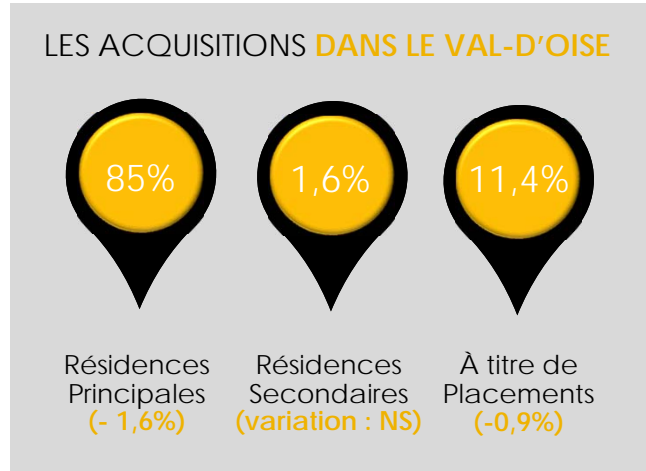 LES ACQUISITIONS DANS LE VAL-D'OISE
85%
1,6%
11,4%
Résidences
Principales
(- 1,6%)
Résidences
Secondaires
(variation : NS)
À titre de
Placements
(-0,9%)